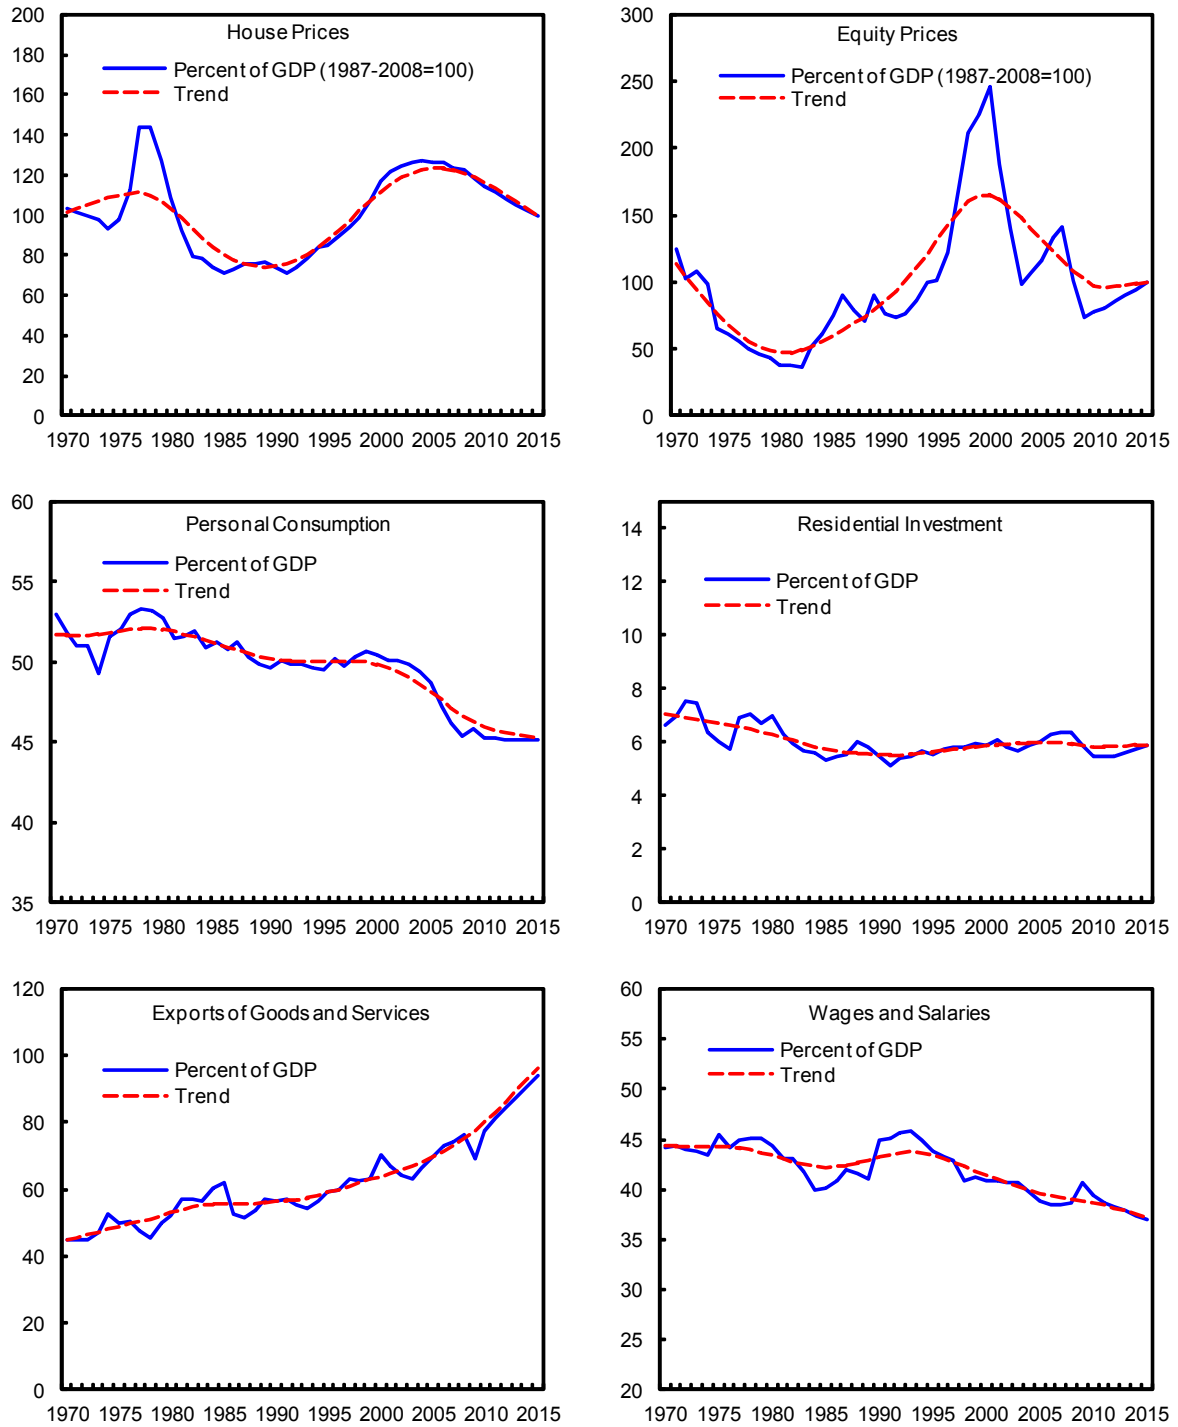 House Prices
Percent of GDP (1987-2008=100)
Trend
200
180
160
140
120
100
80
60
40
20
0
1970 1975 1980 1985 1990 1995 2000 2005 2010 2015
Equity Prices
Percent of GDP (1987-2008=100)
Trend
300
250
200
150
100
50
0
1970 1975 1980 1985 1990 1995 2000 2005 2010 2015
Personal Consumption
Percent of GDP
Trend
60
55
50
45
40
35
1970 1975 1980 1985 1990 1995 2000 2005 2010 2015
Residential Investment
Percent of GDP
Trend
14
12
10
8
6
4
2
0
1970 1975 1980 1985 1990 1995 2000 2005 2010 2015
Exports of Goods and Services
Percent of GDP
Trend
120
100
80
60
40
20
0
1970 1975 1980 1985 1990 1995 2000 2005 2010 2015
Wages and Salaries
Percent of GDP
Trend
60
55
50
45
40
35
30
25
20
1970 1975 1980 1985 1990 1995 2000 2005 2010 2015